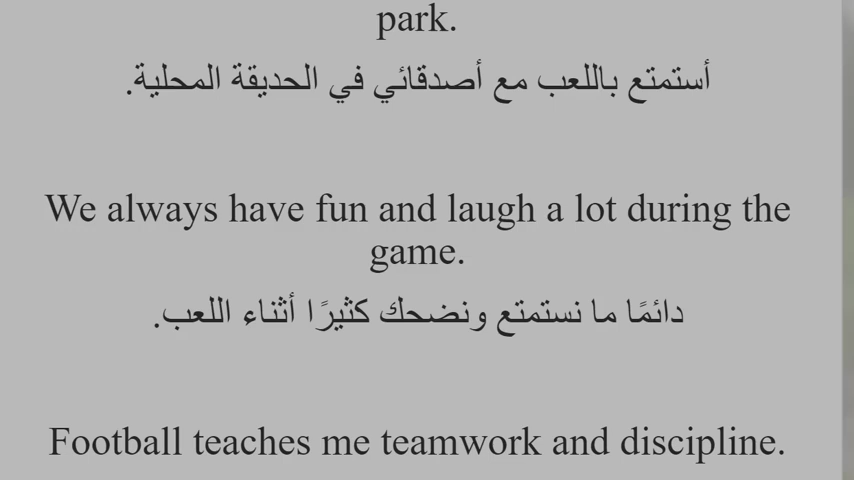 park.
أستمتع باللعب مع أصدقائي في الحديقة المحلية.
We always have fun and laugh a lot during the
game.
دائمًا ما نستمتع ونضحك كثيرًا أثناء اللعب.
Football teaches me teamwork and discipline.